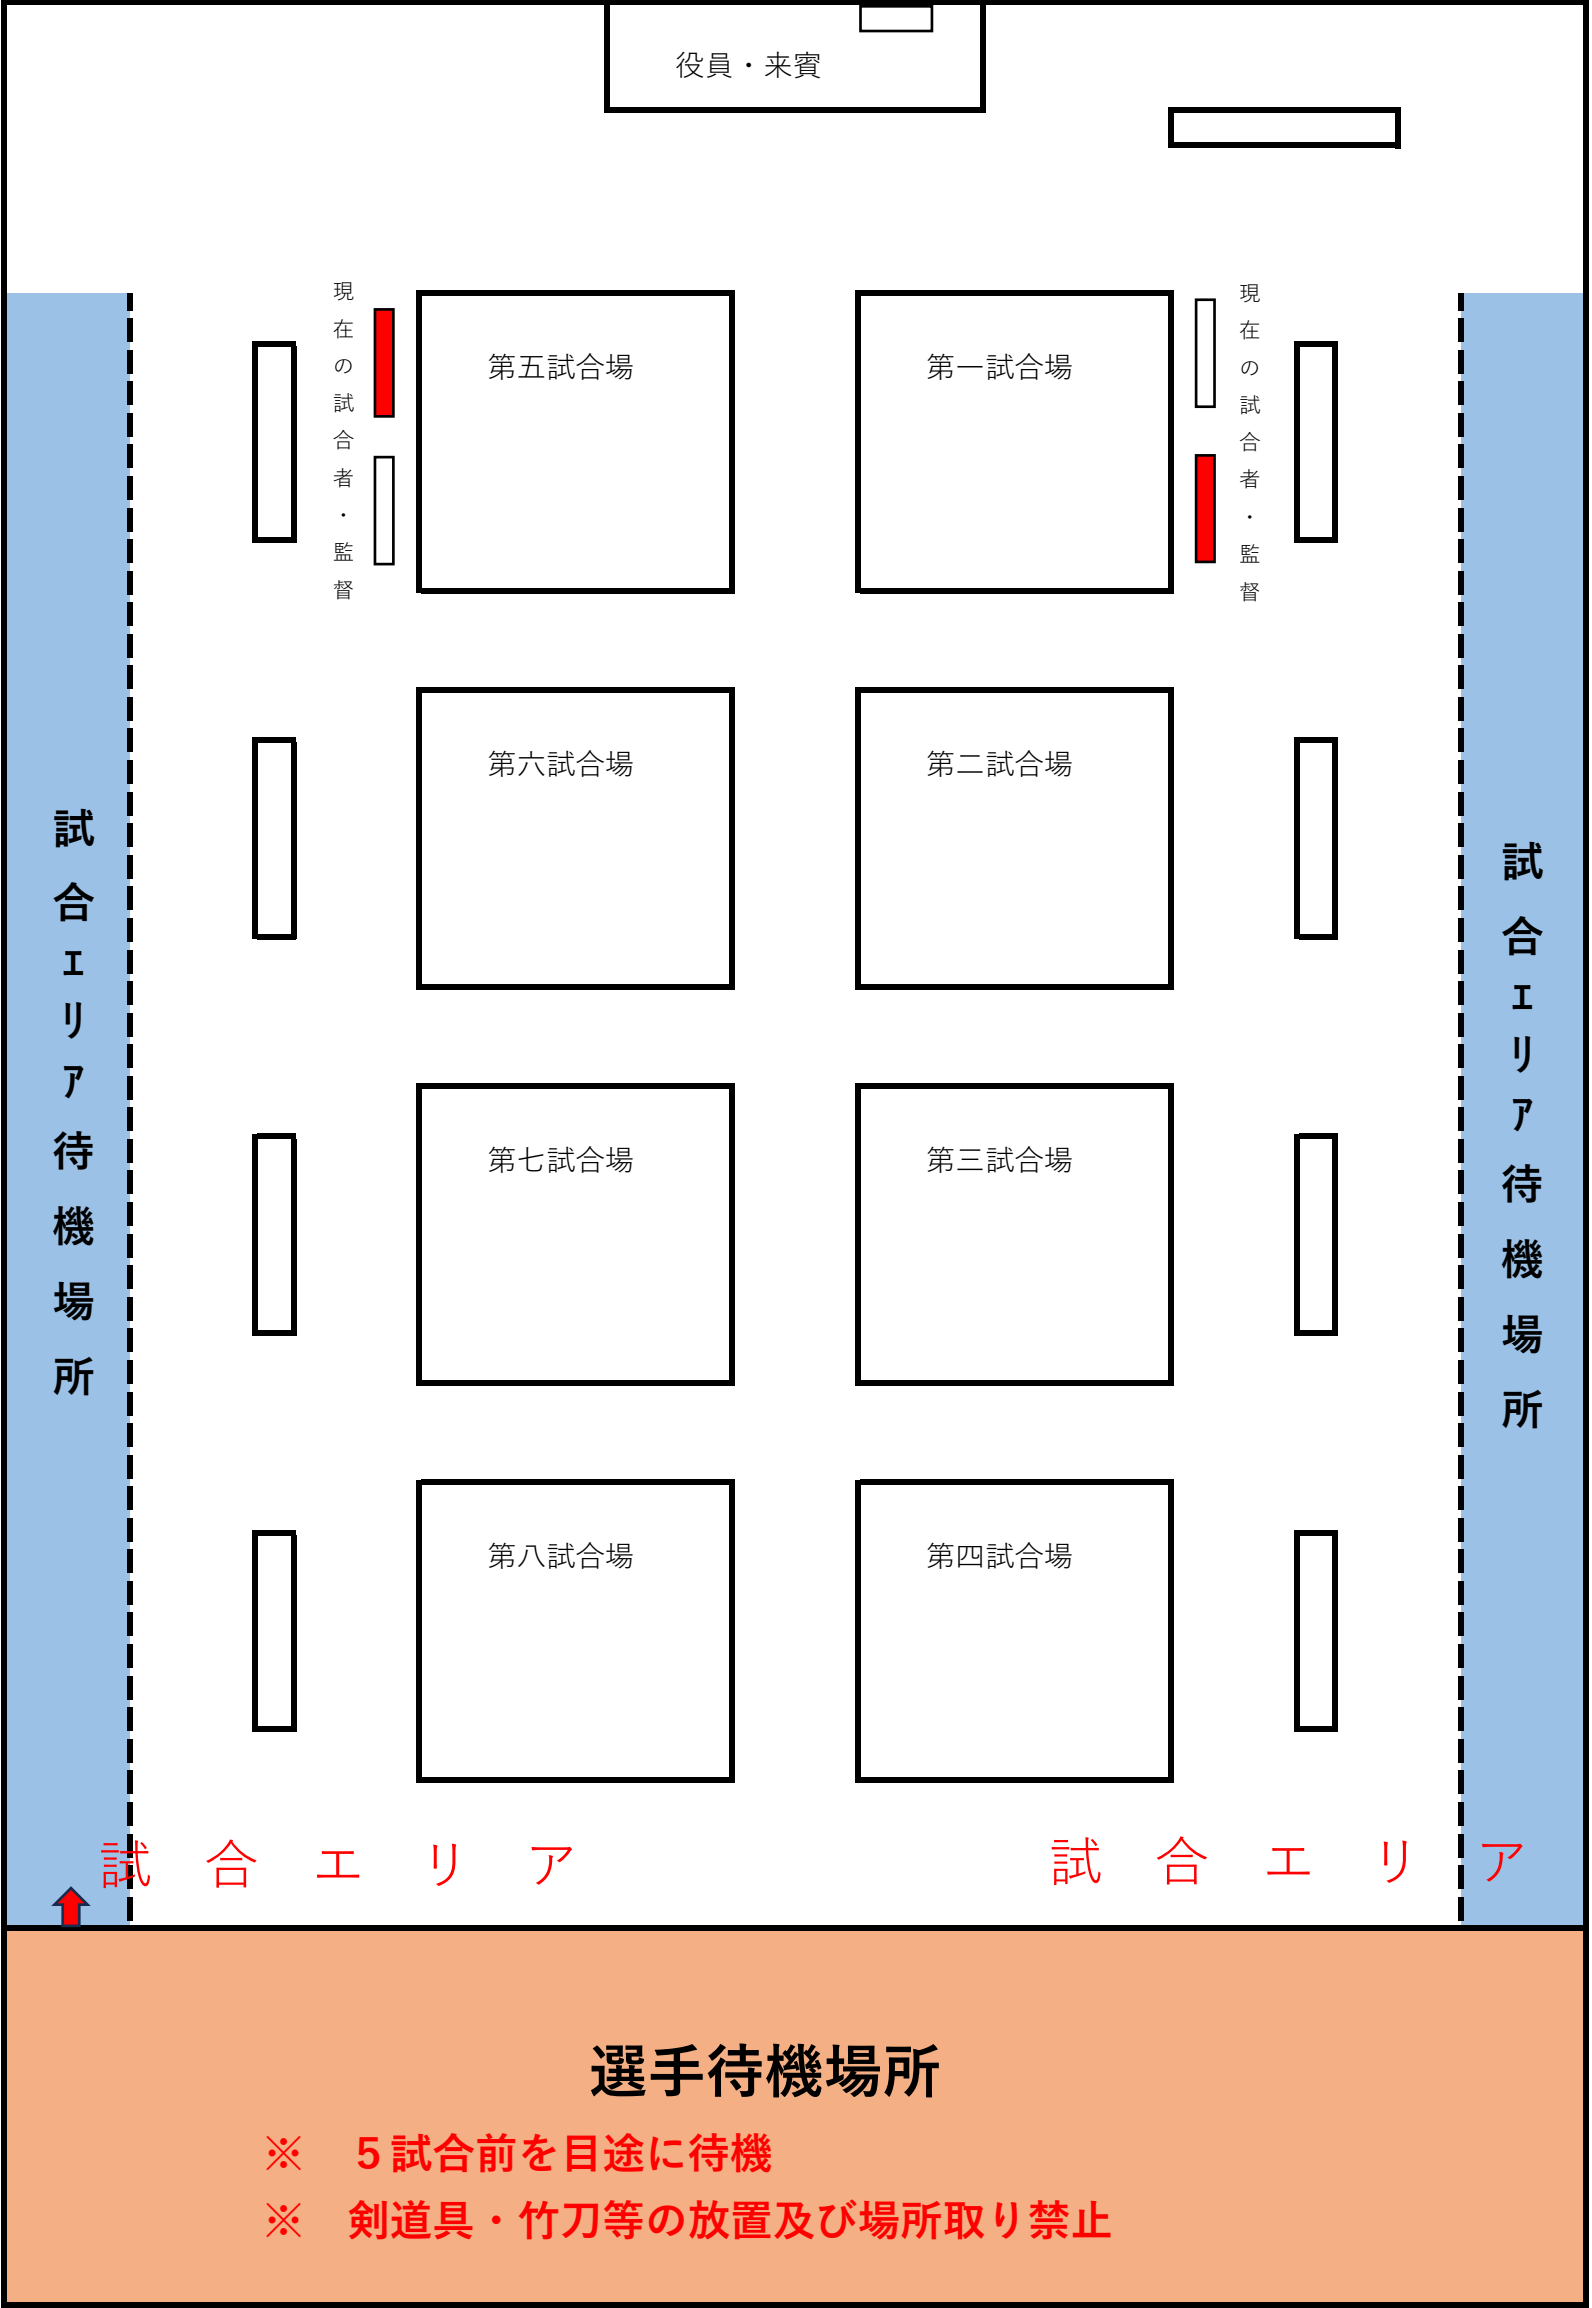 役員・来賓
現在の試合者・監督
第五試合場
第一試合場
現在の試合者・監督
第六試合場
第二試合場
試合エリア待機場所
試合エリア待機場所
第七試合場
第三試合場
第八試合場
第四試合場
試合エリア
試合エリア
選手待機場所
※　５試合前を目途に待機
※　剣道具・竹刀等の放置及び場所取り禁止